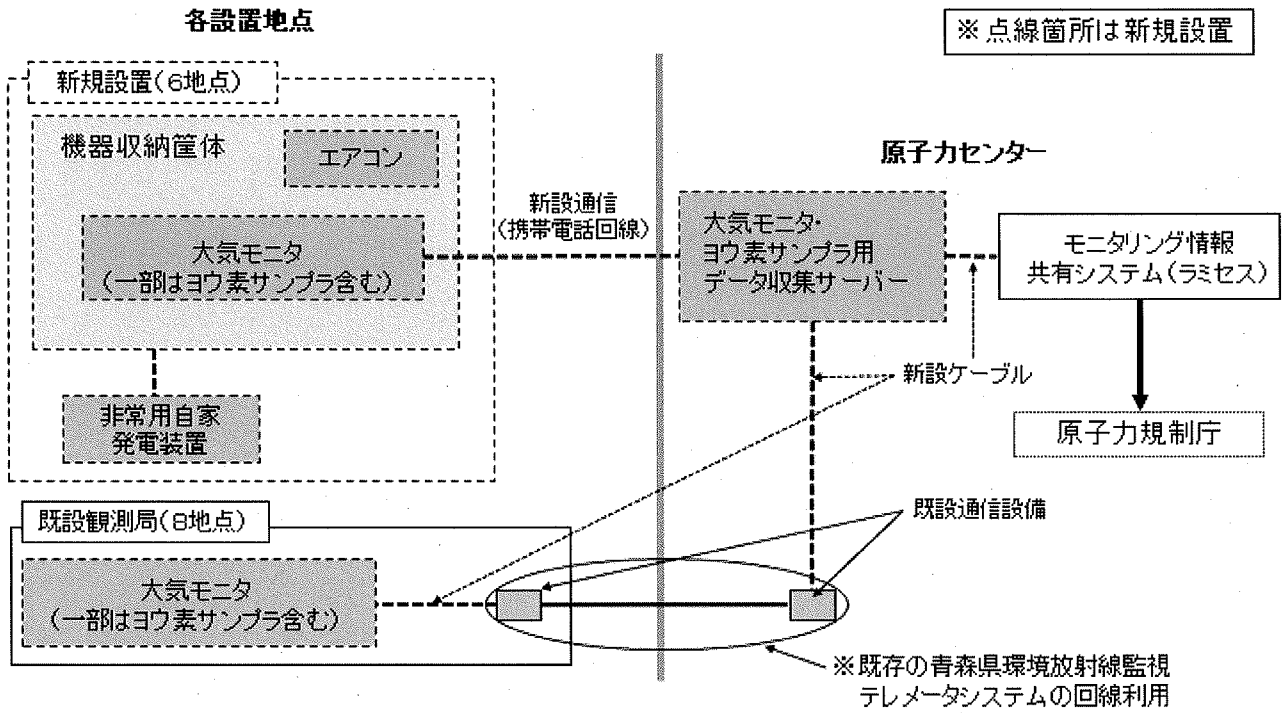 各設置地点
※点線箇所は新規設置
新規設置(6地点)
機器収納筐体
エアコン
原子力センター
大気モニタ
(一部はヨウ素サンプラ含む)
新設通信
(携帯電話回線)
大気モニタ・
ヨウ素サンプラ用
データ収集サーバー
モニタリング情報
共有システム(ラミセス)
新設ケーブル
非常用自家
発電装置
原子力規制庁
既設観測局(8地点)
既設通信設備
大気モニタ
(一部はヨウ素サンプラ含む)
※既存の青森県環境放射線監視
テレメータシステムの回線利用